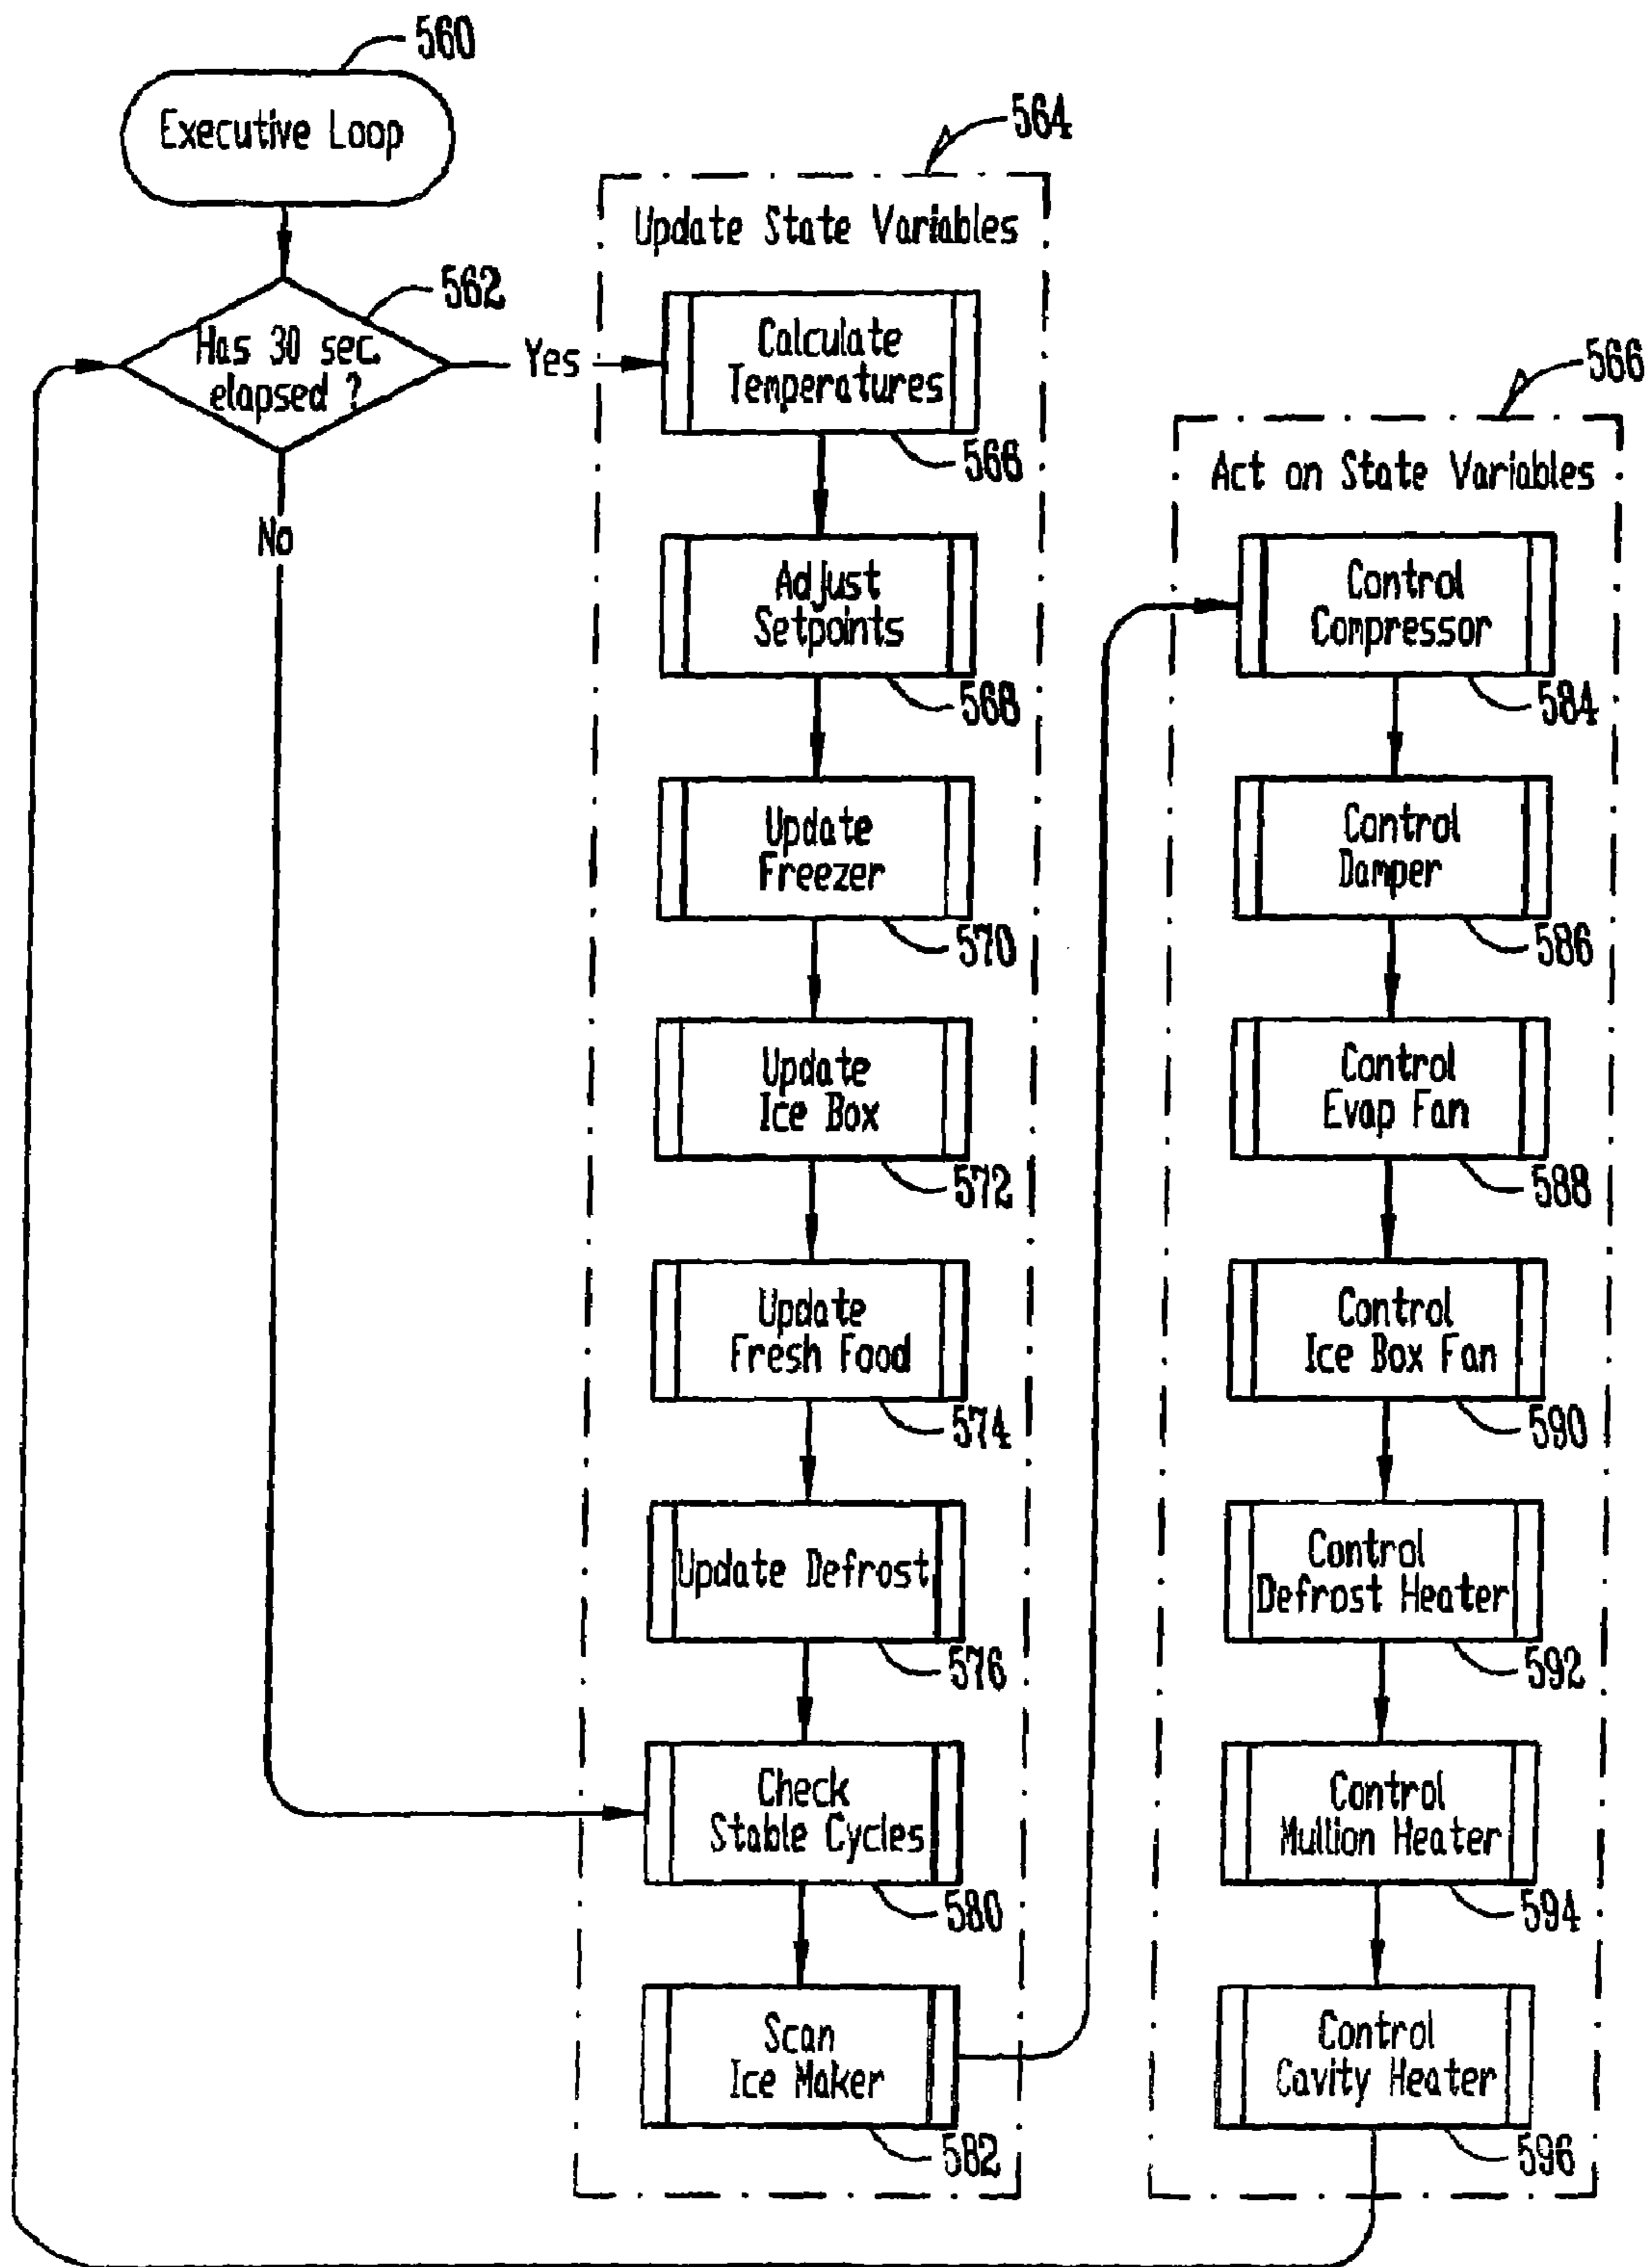 560
Executive Loop
562
Has 30 sec.
elapsed ?
Yes
No
564
Update State Variables
Calculate
Temperatures
566
Adjust
Setpoints
568
Update
Freezer
570
Update
Ice Box
572
Update
Fresh Food
574
Update Defrost
576
Check
Stable Cycles
580
Scan
Ice Maker
582
566
Act on State Variables
Control
Compressor
584
Control
Damper
586
Control
Evap Fan
588
Control
Ice Box Fan
590
Control
Defrost Heater
592
Control
Mullion Heater
594
Control
Cavity Heater
596